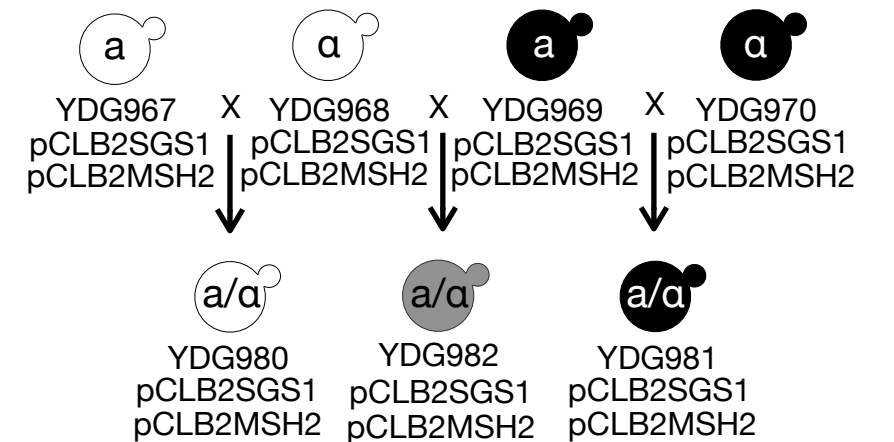 a α a α
YDG967 X YDG968 X YDG969 X YDG970
pCLB2SGS1 pCLB2SGS1 pCLB2SGS1 pCLB2SGS1
pCLB2MSH2 pCLB2MSH2 pCLB2MSH2 pCLB2MSH2
a/α a/α a/α
YDG980 YDG982 YDG981
pCLB2SGS1 pCLB2SGS1 pCLB2SGS1
pCLB2MSH2 pCLB2MSH2 pCLB2MSH2